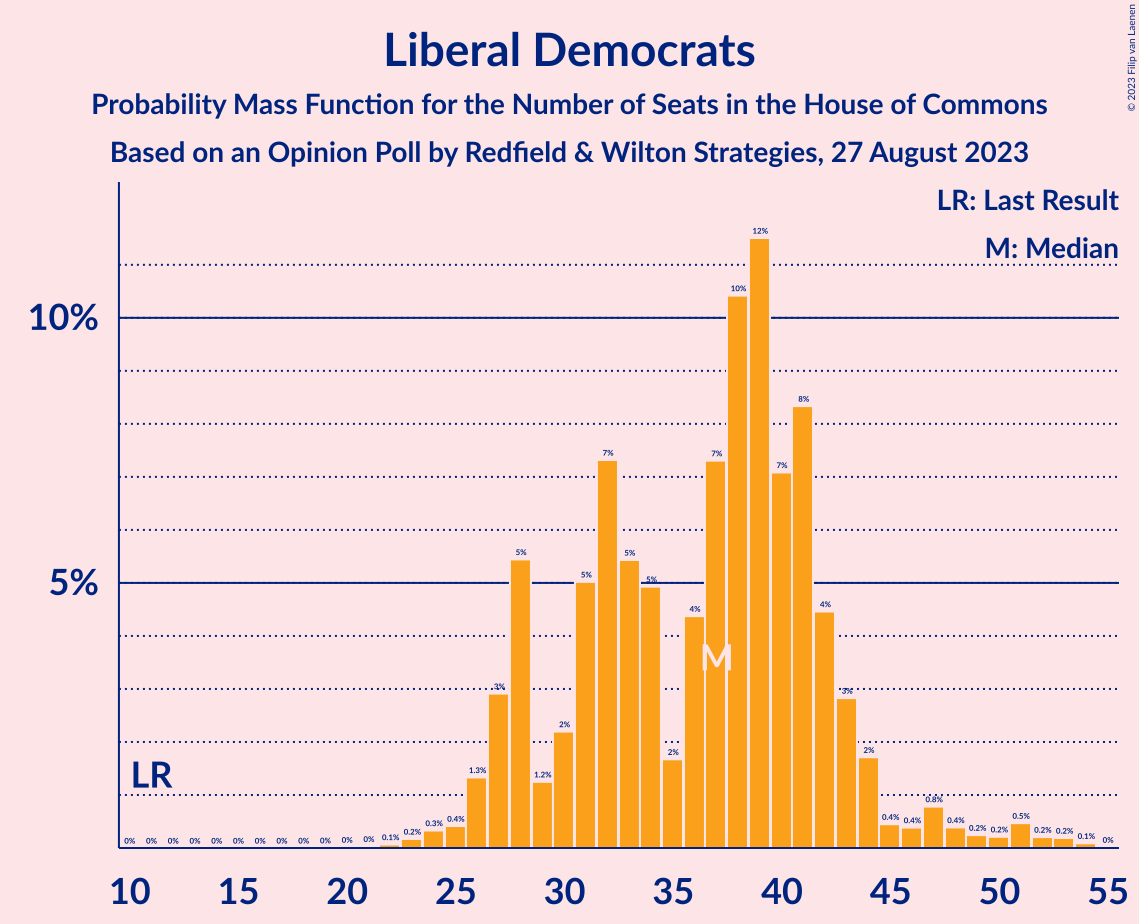 Liberal Democrats
Probability Mass Function for the Number of Seats in the House of Commons
Based on an Opinion Poll by Redfield & Wilton Strategies, 27 August 2023
© 2023 Filip van Laenen
LR: Last Result
M: Median
10%
5%
LR
M
0% 0% 0% 0% 0% 0% 0% 0% 0% 0% 0% 0% 0.1% 0.2% 0.3% 0.4% 1.3% 3% 5% 1.2% 2% 5% 7% 5% 5% 2% 4% 7% 10% 12% 7% 8% 4% 3% 2% 0.4% 0.4% 0.8% 0.4% 0.2% 0.2% 0.5% 0.2% 0.2% 0.1% 0%
10 15 20 25 30 35 40 45 50 55